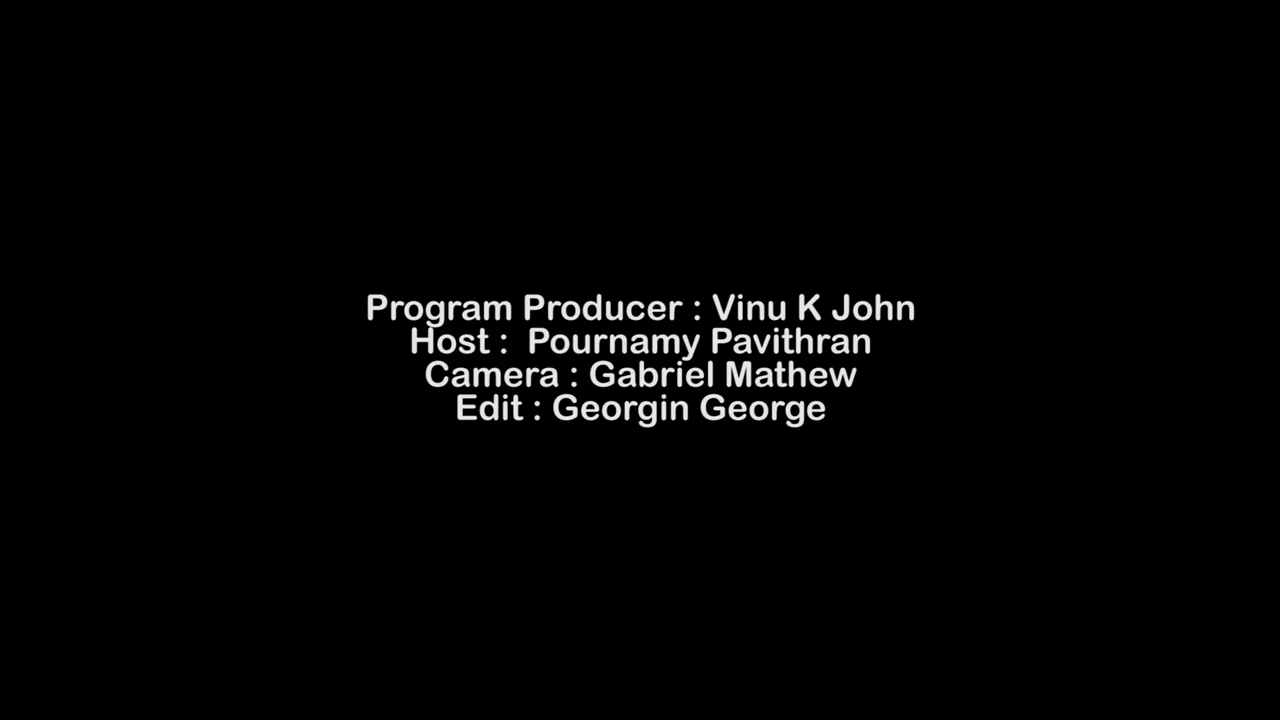 Program Producer : Vinu K John
Host :  Pournamy Pavithran
Camera : Gabriel Mathew
Edit : Georgin George